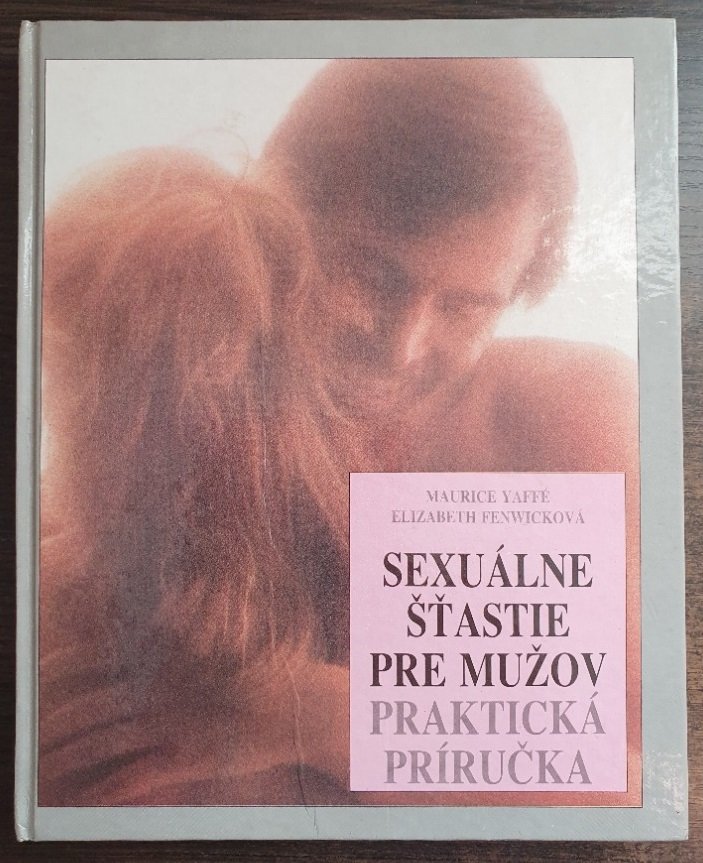 MAURICE YAFFÉ
ELIZABETH FENWICKOVÁ
SEXUÁLNE
ŠŤASTIE
PRE MUŽOV
PRAKTICKÁ
PRÍRUČKA